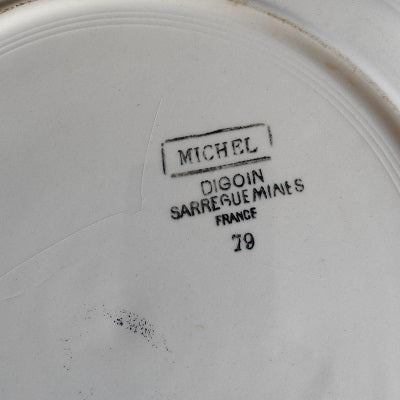 MICHEL
DIGOIN
SARREGUEMINES
FRANCE
79